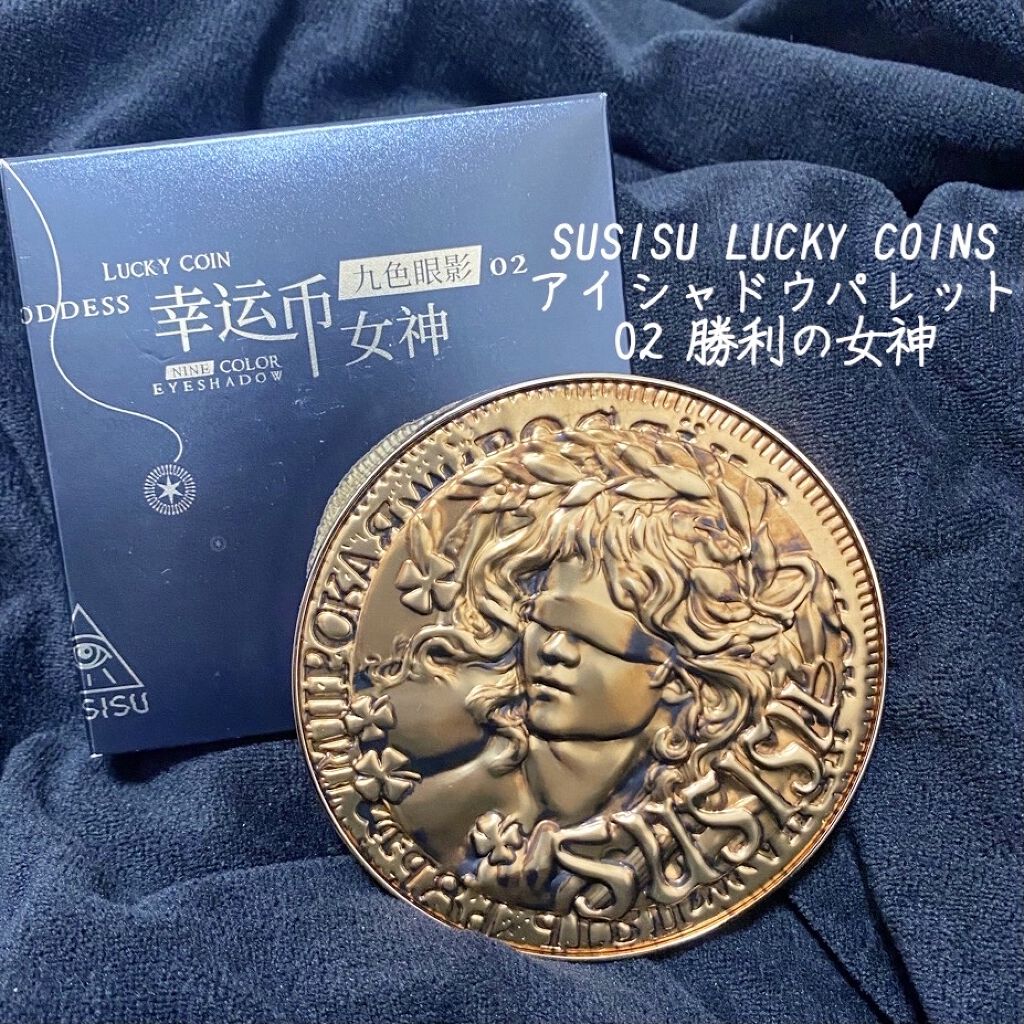 LUCKY COIN
ODDESS
幸运币
九色眼影
02
女神
NINE COLOR
EYESHADOW
SISU
SUSISU LUCKY COINS
アイシャドウパレット
02 勝利の女神
SUSISU